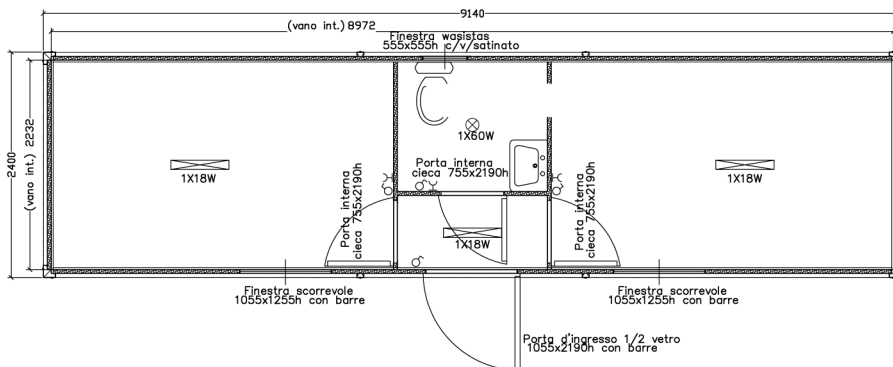 9140
(vano int.) 8972
Finestra wasistas
555x555h c/v/satinato
2400
(vano int.) 2232
1X18W
1X60W
1X18W
Porta interna
cieca 755x2190h
Porta interna
cieca 755x2190h
1X18W
Porta interna
cieca 755x2190h
Finestra scorrevole
1055x1255h con barre
Finestra scorrevole
1055x1255h con barre
Porta d'ingresso 1/2 vetro
1055x2190h con barre